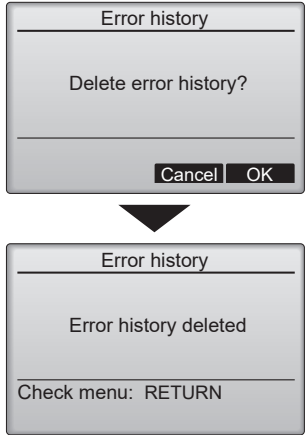 Error history
Delete error history?
Cancel OK
Error history
Error history deleted
Check menu: RETURN